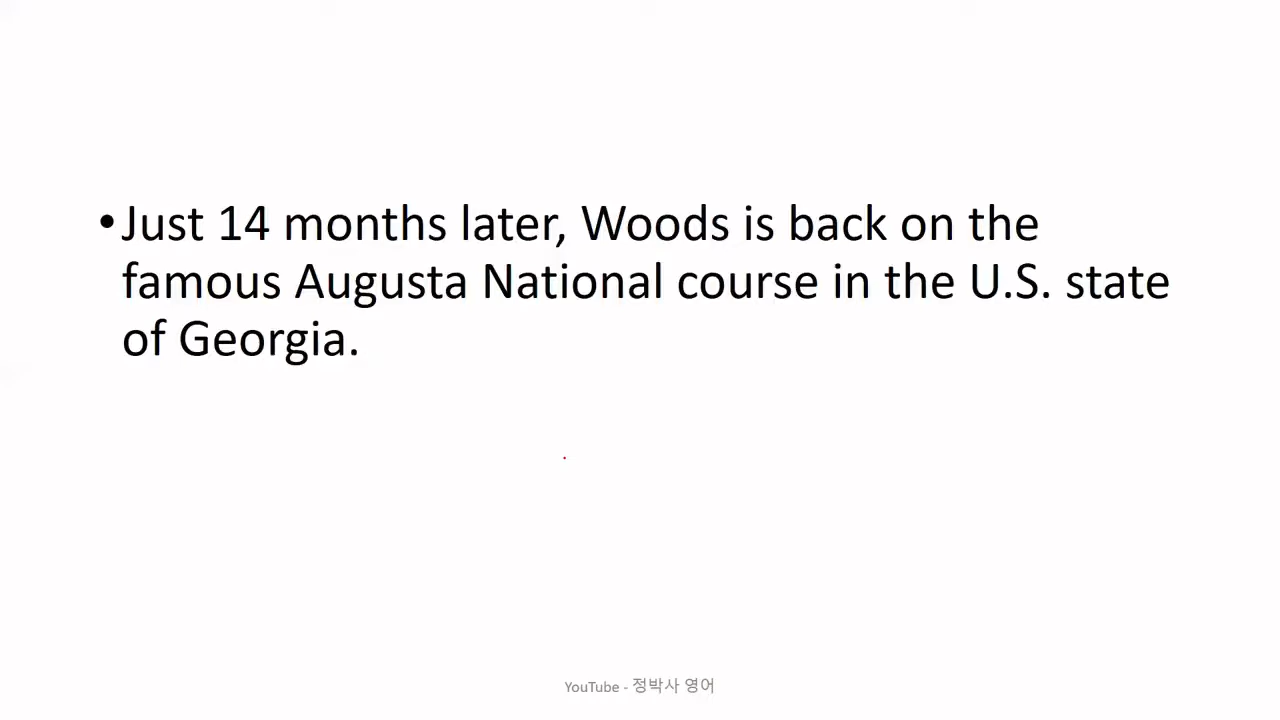 •Just 14 months later, Woods is back on the
famous Augusta National course in the U.S. state
of Georgia.
YouTube - 정박사 영어